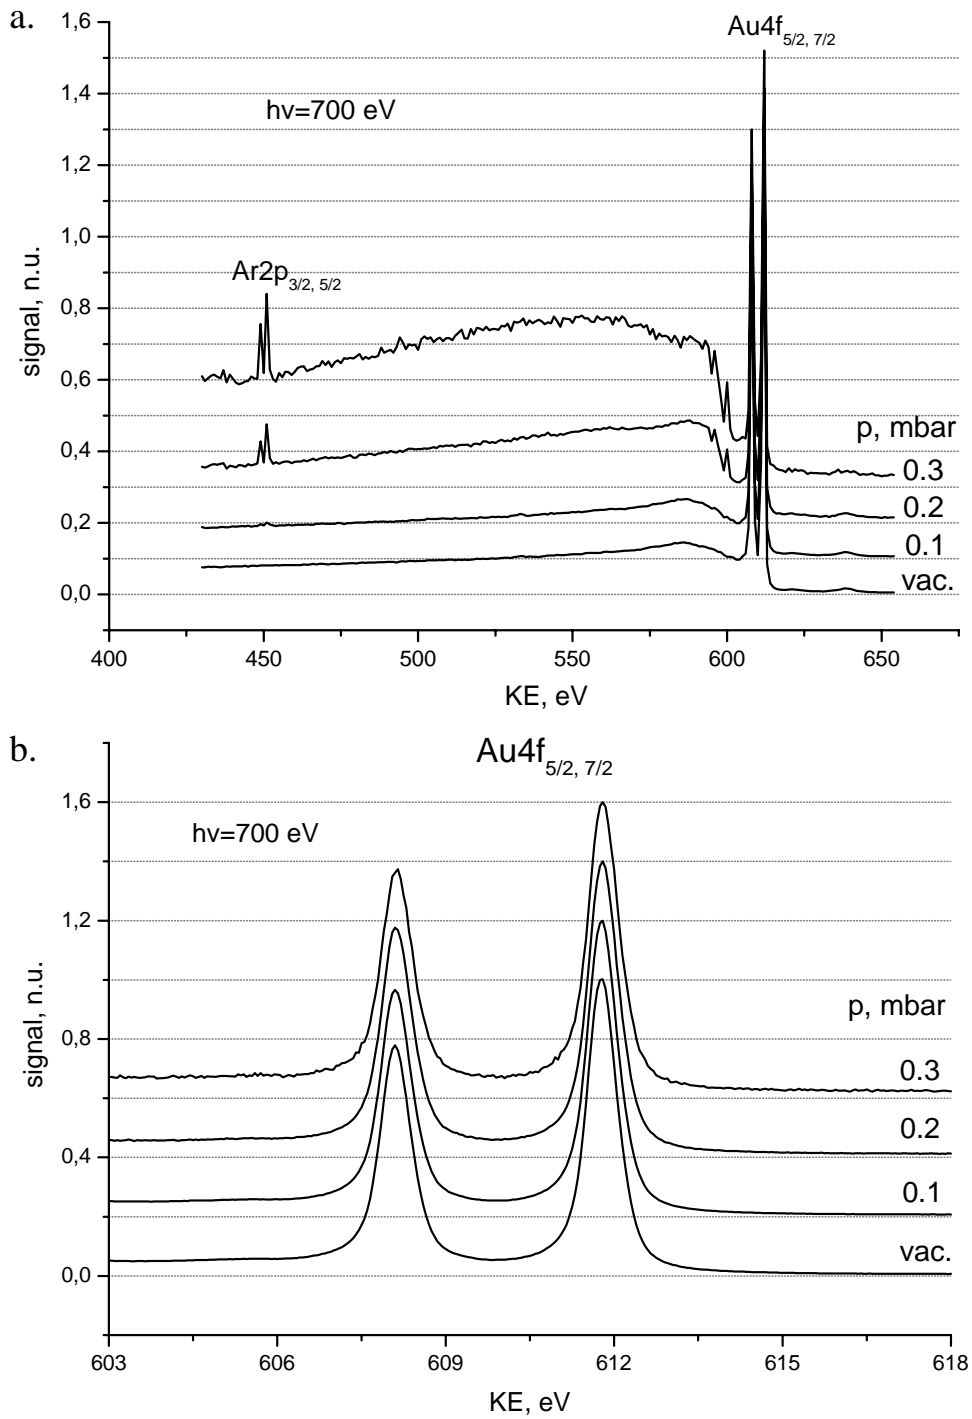 a.
1,6
1,4
1,2
1,0
0,8
0,6
0,4
0,2
0,0
signal, n.u.
Au4f5/2, 7/2
hν=700 eV
Ar2p3/2, 5/2
p, mbar
0.3
0.2
0.1
vac.
400 450 500 550 600 650
KE, eV
b.
Au4f5/2, 7/2
1,6
1,2
0,8
0,4
0,0
signal, n.u.
hν=700 eV
p, mbar
0.3
0.2
0.1
vac.
603 606 609 612 615 618
KE, eV